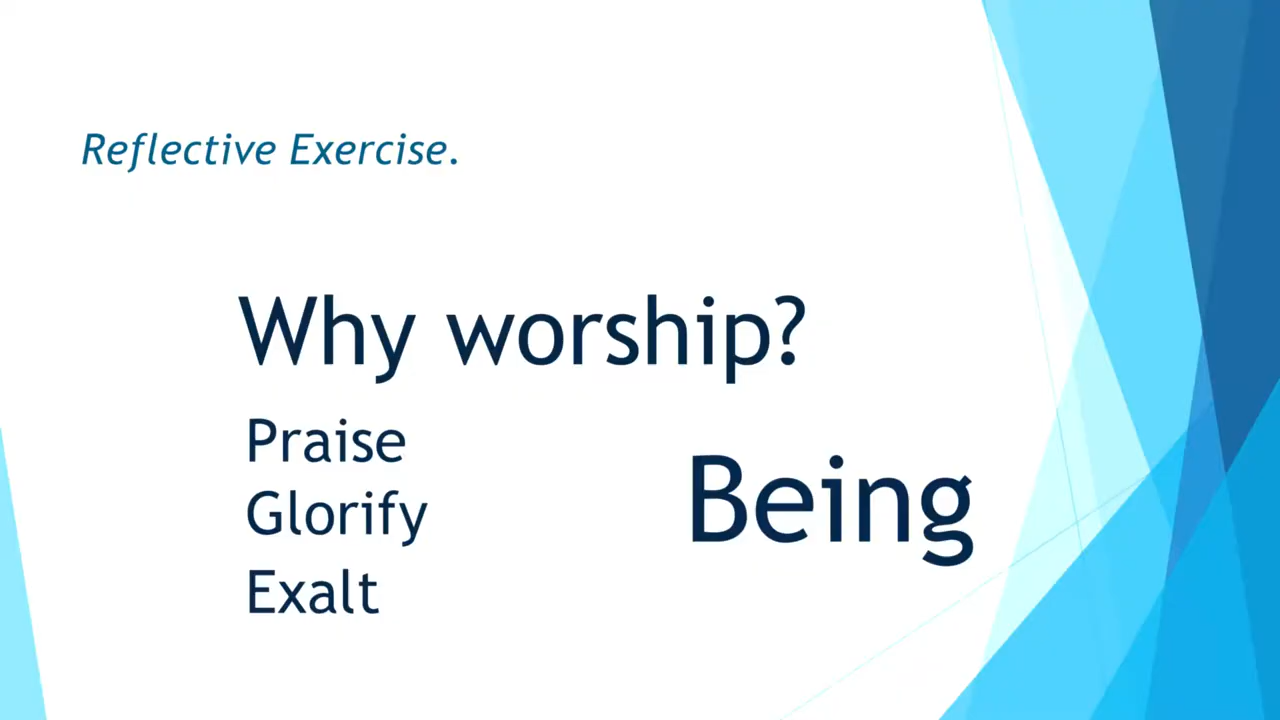 Reflective Exercise.
Why worship?
Praise
Glorify
Exalt
Being